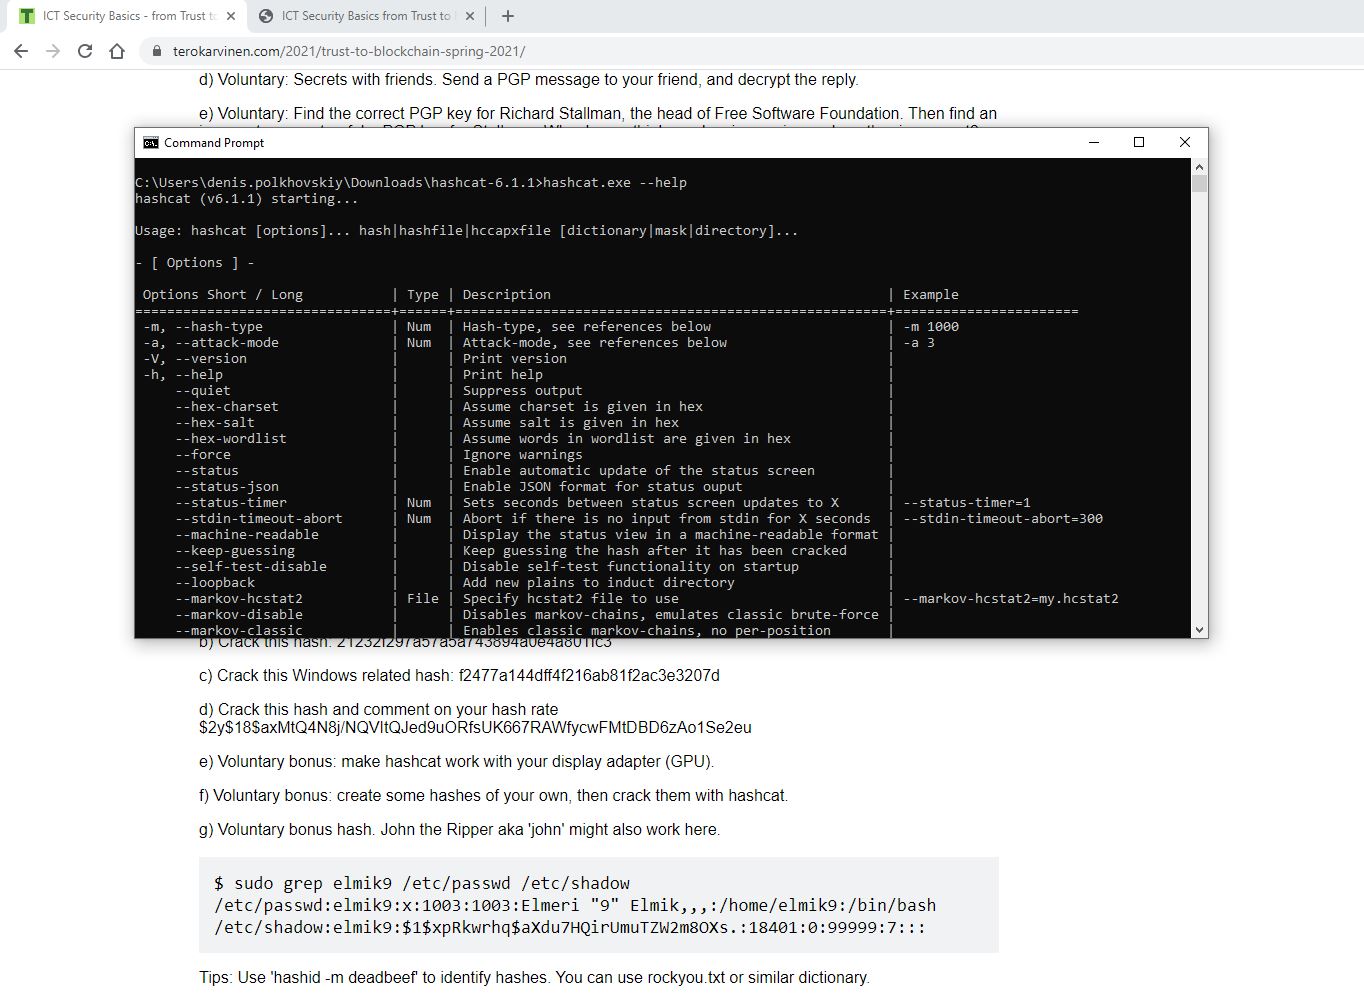 ICT Security Basics - from Trust to
ICT Security Basics from Trust to
terokarvinen.com/2021/trust-to-blockchain-spring-2021/
d) Voluntary: Secrets with friends. Send a PGP message to your friend, and decrypt the reply.
e) Voluntary: Find the correct PGP key for Richard Stallman, the head of Free Software Foundation. Then find an
Command Prompt
C:\Users\denis.polkhovskiy\Downloads\hashcat-6.1.1>hashcat.exe --help
hashcat (v6.1.1) starting...
Usage: hashcat [options]... hash|hashfile|hccapxfile [dictionary|mask|directory]...
- [ Options ] -
Options Short / Long | Type | Description | Example
================================+======+======================================================+=======================
-m, --hash-type | Num | Hash-type, see references below | -m 1000
-a, --attack-mode | Num | Attack-mode, see references below | -a 3
-V, --version | | Print version |
-h, --help | | Print help |
--quiet | | Suppress output |
--hex-charset | | Assume charset is given in hex |
--hex-salt | | Assume salt is given in hex |
--hex-wordlist | | Assume words in wordlist are given in hex |
--force | | Ignore warnings |
--status | | Enable automatic update of the status screen |
--status-json | | Enable JSON format for status ouput |
--status-timer | Num | Sets seconds between status screen updates to X | --status-timer=1
--stdin-timeout-abort | Num | Abort if there is no input from stdin for X seconds | --stdin-timeout-abort=300
--machine-readable | | Display the status view in a machine-readable format |
--keep-guessing | | Keep guessing the hash after it has been cracked |
--self-test-disable | | Disable self-test functionality on startup |
--loopback | | Add new plains to induct directory |
--markov-hcstat2 | File | Specify hcstat2 file to use | --markov-hcstat2=my.hcstat2
--markov-disable | | Disables markov-chains, emulates classic brute-force |
--markov-classic | | Enables classic markov-chains, no per-position |
b) Crack this hash: 21232f297a57a5a743894a0e4a801fc3
c) Crack this Windows related hash: f2477a144dff4f216ab81f2ac3e3207d
d) Crack this hash and comment on your hash rate
$2y$18$axMtQ4N8j/NQVItQJed9uORfsUK667RAWfycwFMtDBD6zAo1Se2eu
e) Voluntary bonus: make hashcat work with your display adapter (GPU).
f) Voluntary bonus: create some hashes of your own, then crack them with hashcat.
g) Voluntary bonus hash. John the Ripper aka 'john' might also work here.
$ sudo grep elmik9 /etc/passwd /etc/shadow
/etc/passwd:elmik9:x:1003:1003:Elmeri "9" Elmik,,,:/home/elmik9:/bin/bash
/etc/shadow:elmik9:$1$xpRkwrhq$aXdu7HQirUmuTZW2m8OXs.:18401:0:99999:7:::
Tips: Use 'hashid -m deadbeef' to identify hashes. You can use rockyou.txt or similar dictionary.